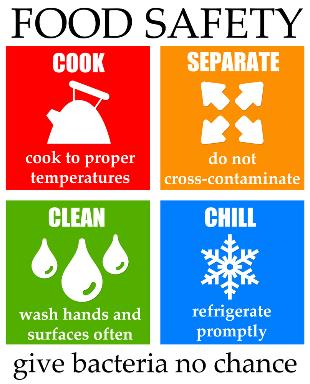 FOOD SAFETY
COOK
cook to proper
temperatures
SEPARATE
do not
cross-contaminate
CLEAN
wash hands and
surfaces often
CHILL
refrigerate
promptly
give bacteria no chance